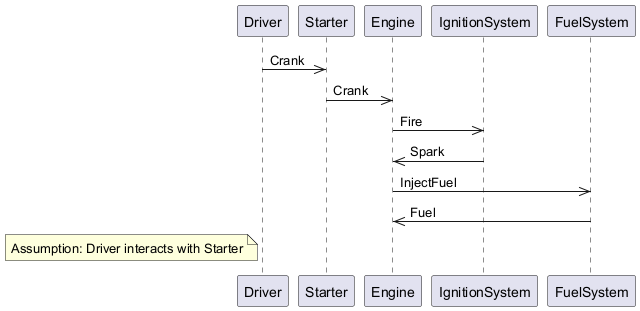 Driver Starter Engine IgnitionSystem FuelSystem
Crank
Crank
Fire
Spark
InjectFuel
Fuel
Assumption: Driver interacts with Starter
Driver Starter Engine IgnitionSystem FuelSystem